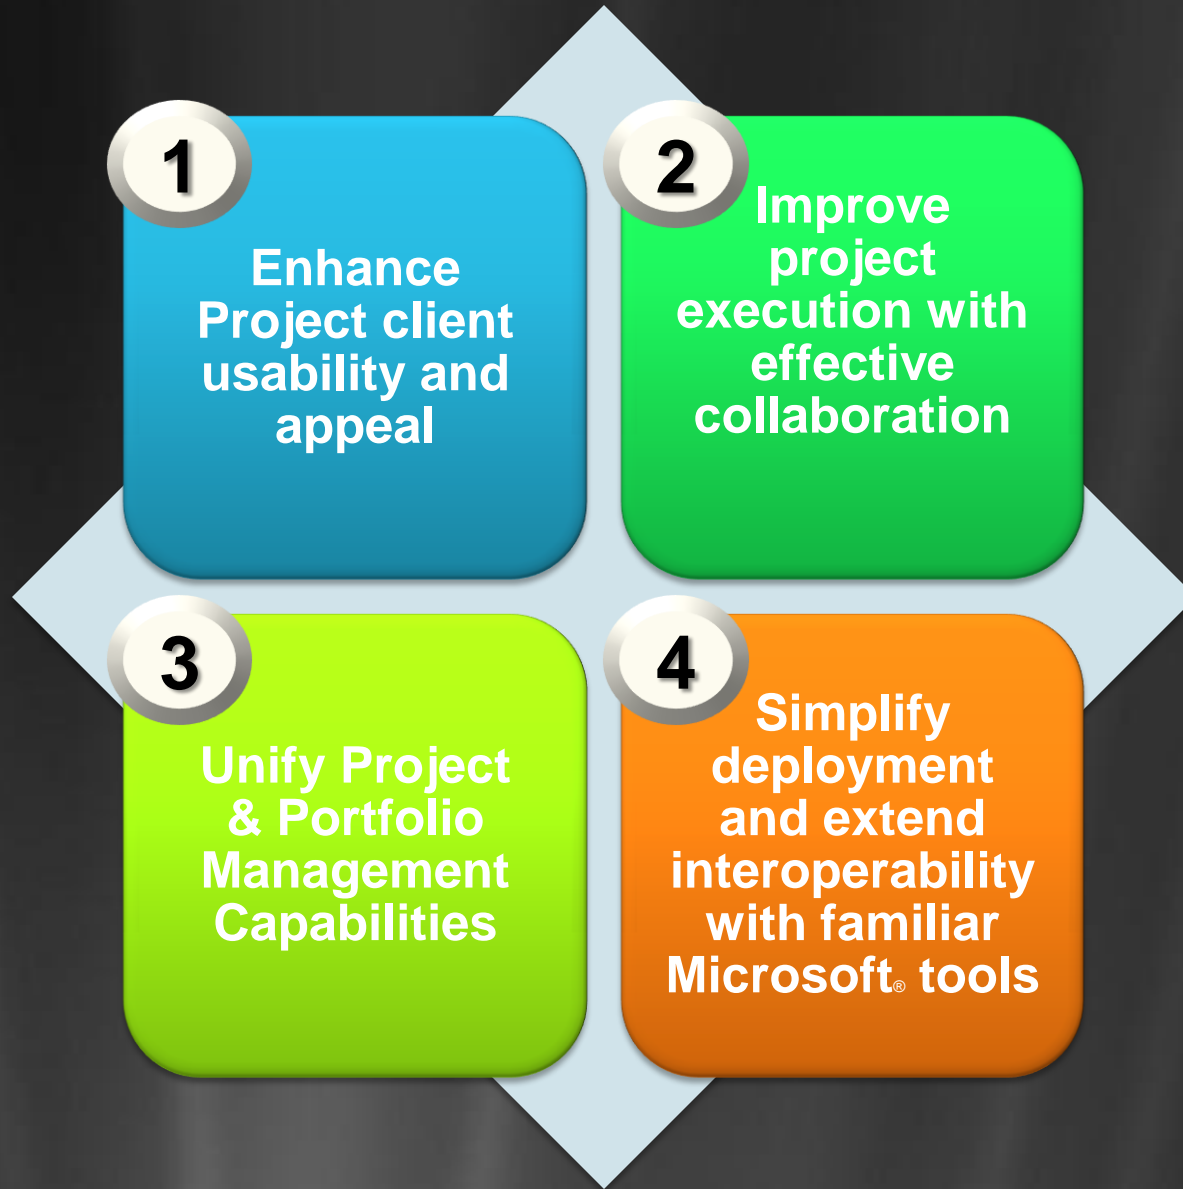 1
Enhance
Project client
usability and
appeal
2
Improve
project
execution with
effective
collaboration
3
Unify Project
& Portfolio
Management
Capabilities
4
Simplify
deployment
and extend
interoperability
with familiar
Microsoft® tools